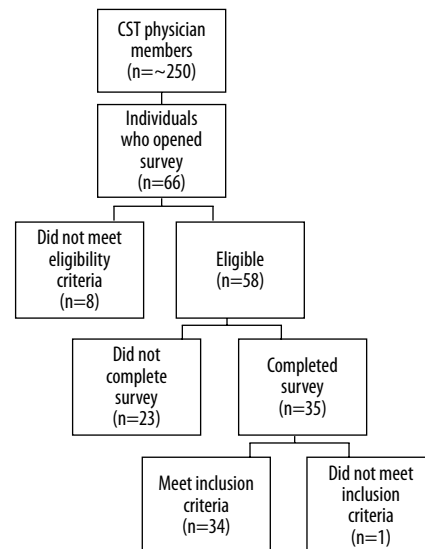 CST physician
members
(n=~250)
Individuals
who opened
survey
(n=66)
Did not meet
eligibility
criteria
(n=8)
Eligible
(n=58)
Did not
complete
survey
(n=23)
Completed
survey
(n=35)
Meet inclusion
criteria
(n=34)
Did not meet
inclusion
criteria
(n=1)